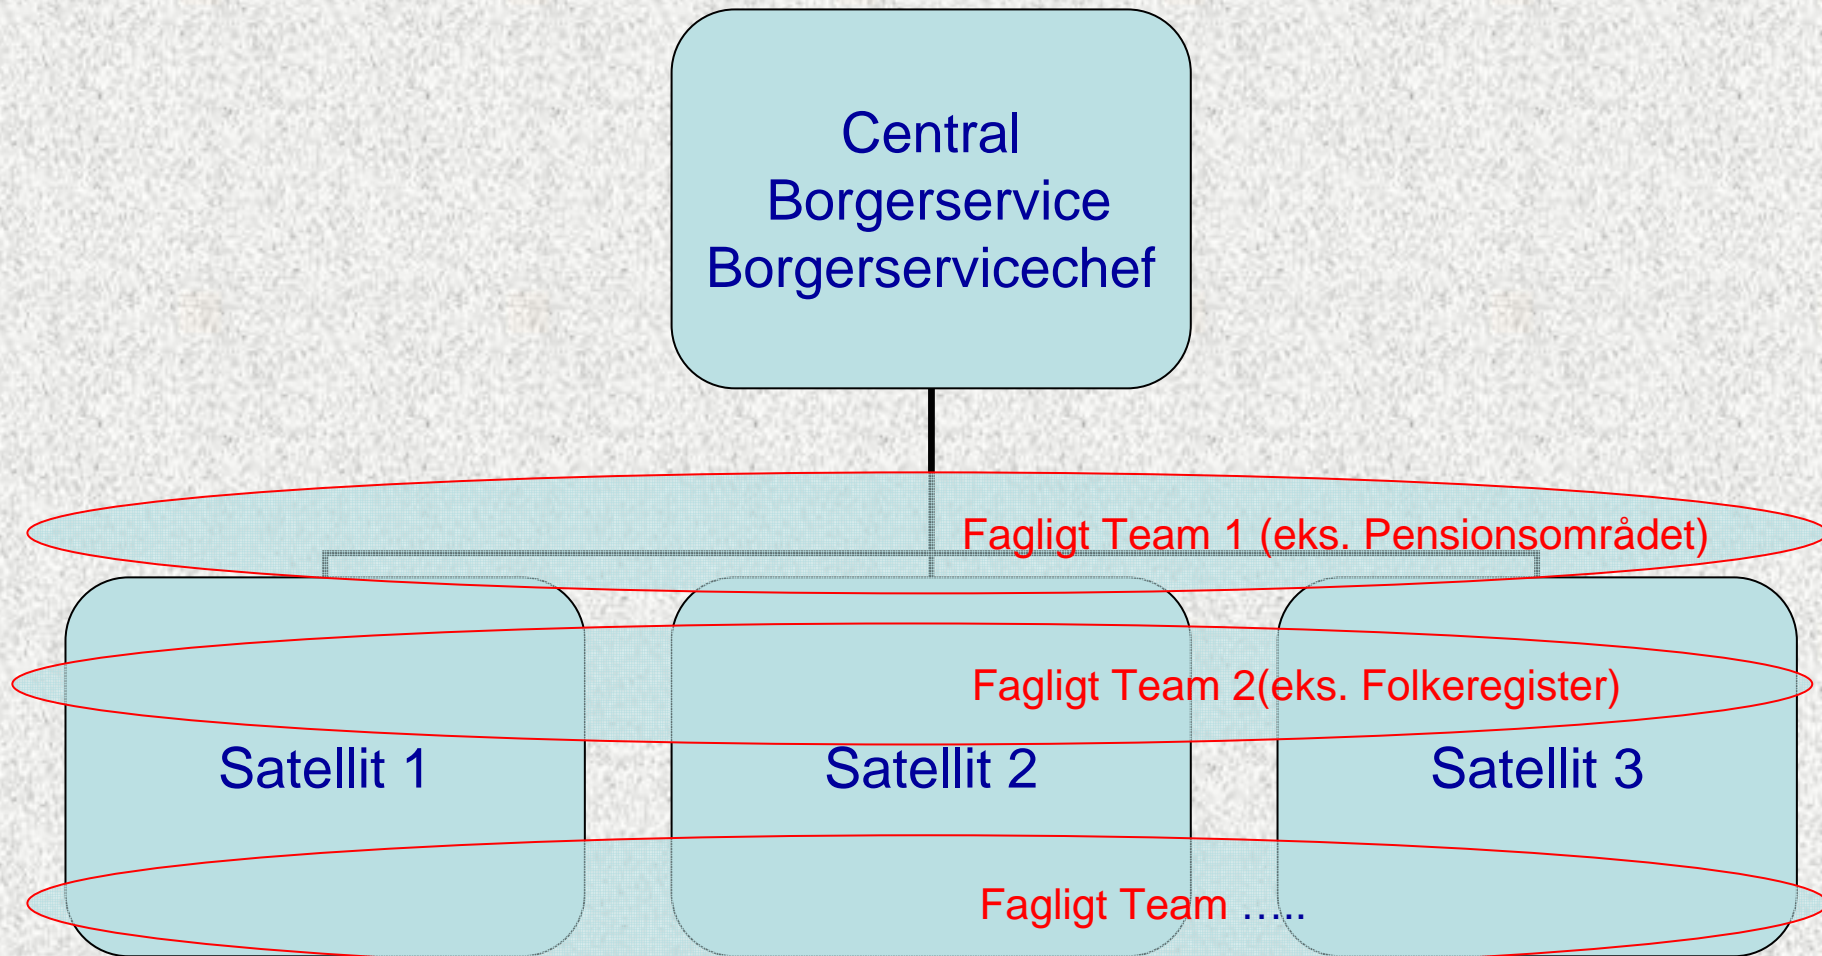 Central
Borgerservice
Borgerservicechef
Fagligt Team 1 (eks. Pensionsområdet)
Fagligt Team 2(eks. Folkeregister)
Satellit 1
Satellit 2
Satellit 3
Fagligt Team …..